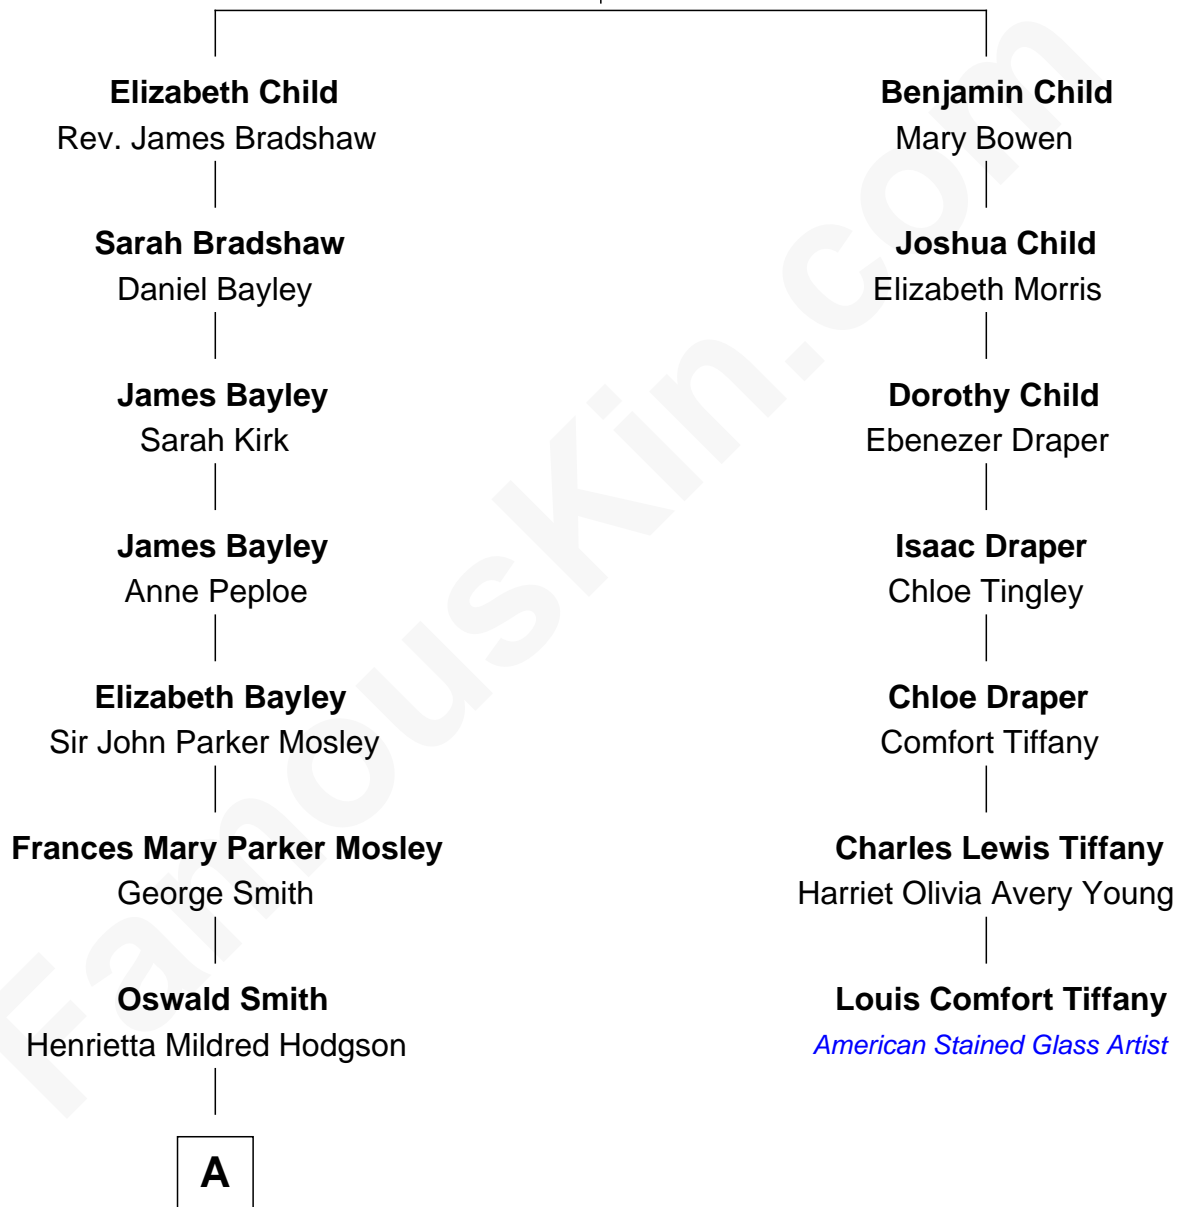 Elizabeth Child
Rev. James Bradshaw
Sarah Bradshaw
Daniel Bayley
James Bayley
Sarah Kirk
James Bayley
Anne Peploe
Elizabeth Bayley
Sir John Parker Mosley
Frances Mary Parker Mosley
George Smith
Oswald Smith
Henrietta Mildred Hodgson
A
Benjamin Child
Mary Bowen
Joshua Child
Elizabeth Morris
Dorothy Child
Ebenezer Draper
Isaac Draper
Chloe Tingley
Chloe Draper
Comfort Tiffany
Charles Lewis Tiffany
Harriet Olivia Avery Young
Louis Comfort Tiffany
American Stained Glass Artist
FamousKin.com